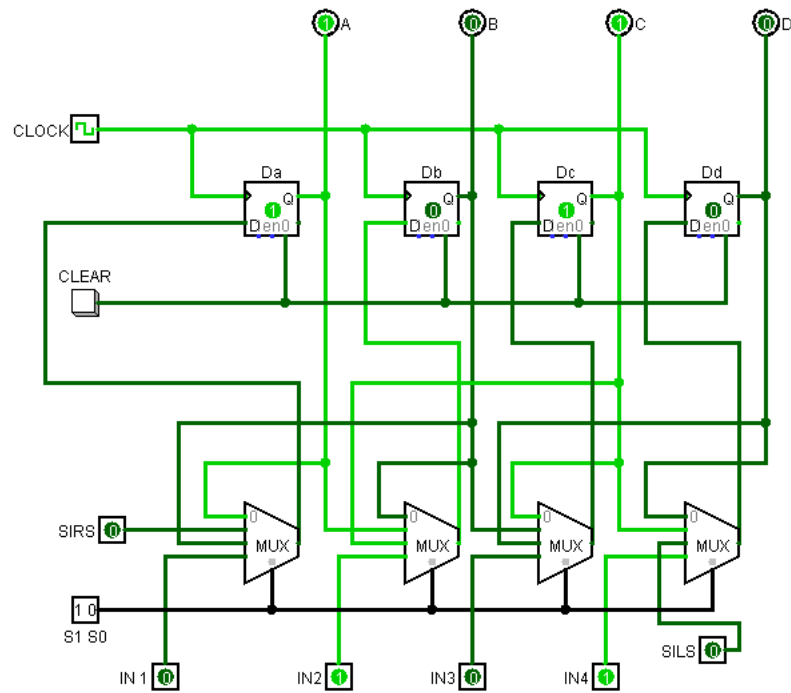 1 A 0 B 1 C 0 D
CLOCK
Da Db Dc Dd
Q Q Q Q
1 0 1 0
D en 0 D en 0 D en 0 D en 0
CLEAR
0 0 0 0
SIRS 0
MUX MUX MUX MUX
1 0
S1 S0
SILS 0
IN 1 0 IN2 1 IN3 0 IN4 1